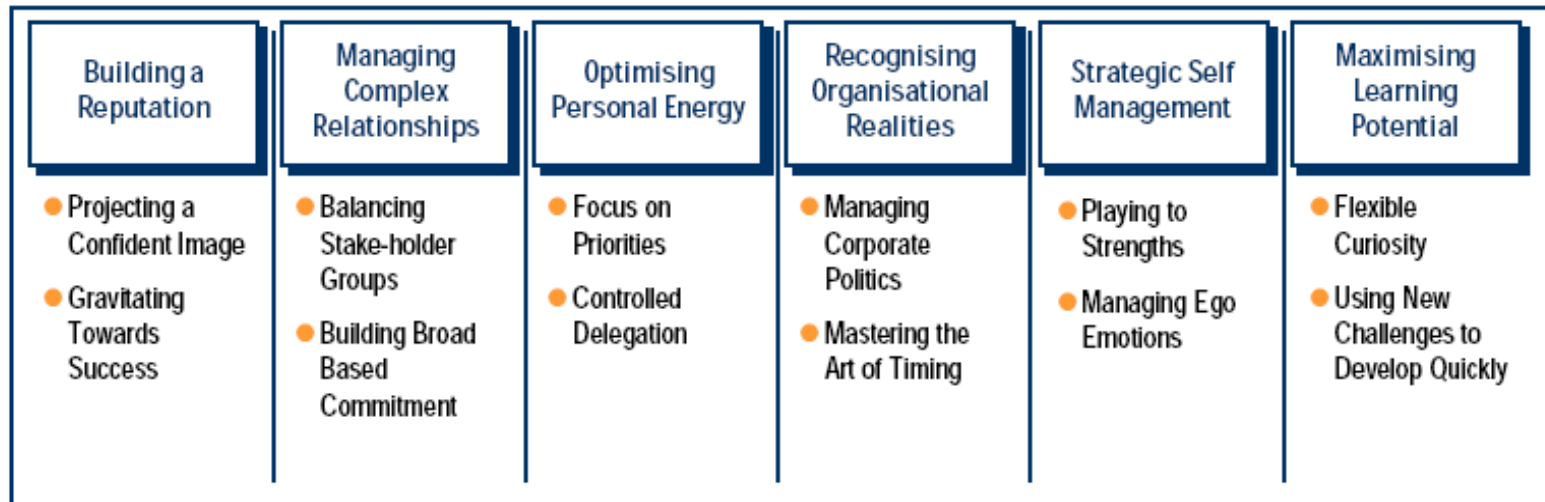 Building a
Reputation
Projecting a
Confident Image
Gravitating
Towards
Success
Managing
Complex
Relationships
Balancing
Stake-holder
Groups
Building Broad
Based
Commitment
Optimising
Personal Energy
Focus on
Priorities
Controlled
Delegation
Recognising
Organisational
Realities
Managing
Corporate
Politics
Mastering the
Art of Timing
Strategic Self
Management
Playing to
Strengths
Managing Ego
Emotions
Maximising
Learning
Potential
Flexible
Curiosity
Using New
Challenges to
Develop Quickly